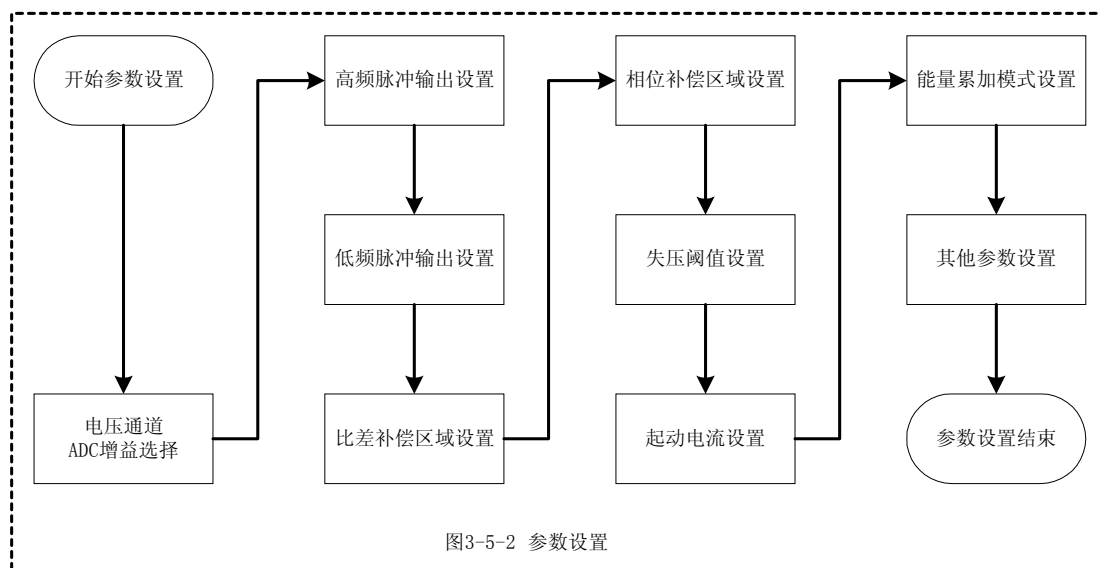 开始参数设置
电压通道
ADC增益选择
高频脉冲输出设置
低频脉冲输出设置
比差补偿区域设置
相位补偿区域设置
失压阈值设置
起动电流设置
能量累加模式设置
其他参数设置
参数设置结束
图3-5-2 参数设置